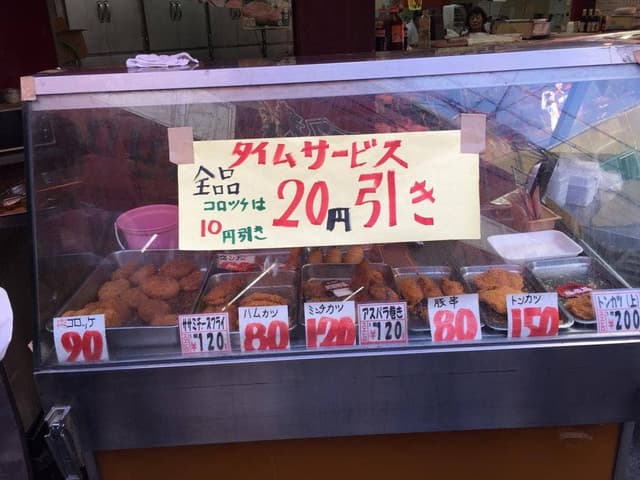 タイムサービス
全品
20円引き
コロッケは
10円引き
コロッケ
90
ササミチーズフライ
¥120
ハムカツ
80
ミンチカツ
120
アスパラ巻き
¥120
豚串
80
トンカツ
150
トンカツ(上)
¥200